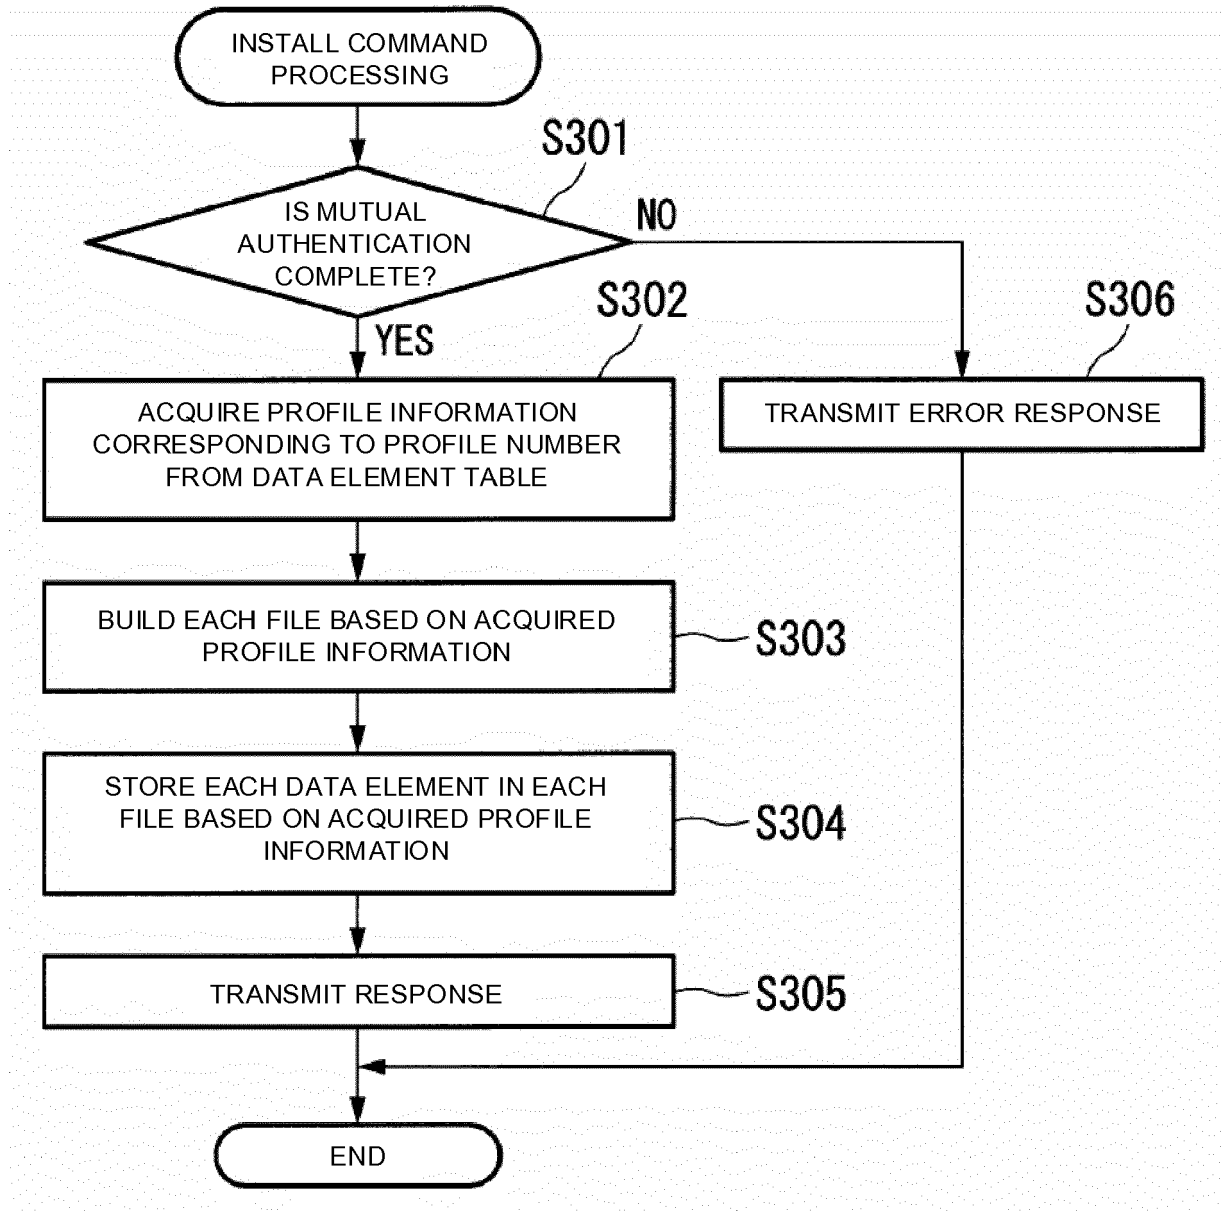 INSTALL COMMAND
PROCESSING
S301
IS MUTUAL
AUTHENTICATION
COMPLETE?
NO
YES
S302
S306
ACQUIRE PROFILE INFORMATION
CORRESPONDING TO PROFILE NUMBER
FROM DATA ELEMENT TABLE
TRANSMIT ERROR RESPONSE
BUILD EACH FILE BASED ON ACQUIRED
PROFILE INFORMATION
S303
STORE EACH DATA ELEMENT IN EACH
FILE BASED ON ACQUIRED PROFILE
INFORMATION
S304
TRANSMIT RESPONSE
S305
END